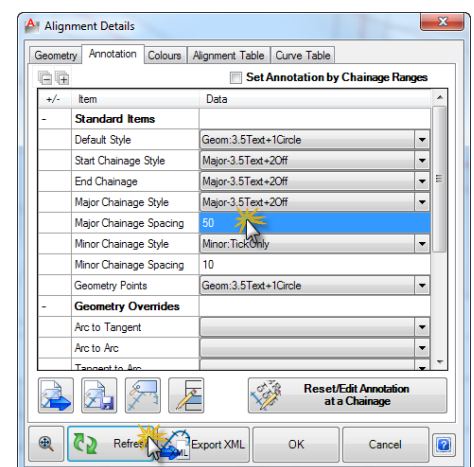 Alignment Details
Geometry Annotation Colours Alignment Table Curve Table
Set Annotation by Chainage Ranges
+/- Item Data
- Standard Items
Default Style Geom:3.5Text+1Circle
Start Chainage Style Major-3.5Text+2Off
End Chainage Major-3.5Text+2Off
Major Chainage Style Major-3.5Text+2Off
Major Chainage Spacing 50
Minor Chainage Style Minor:TickOnly
Minor Chainage Spacing 10
Geometry Points Geom:3.5Text+1Circle
- Geometry Overrides
Arc to Tangent
Arc to Arc
Tangent to Arc
Reset/Edit Annotation
at a Chainage
XML Export XML OK Cancel